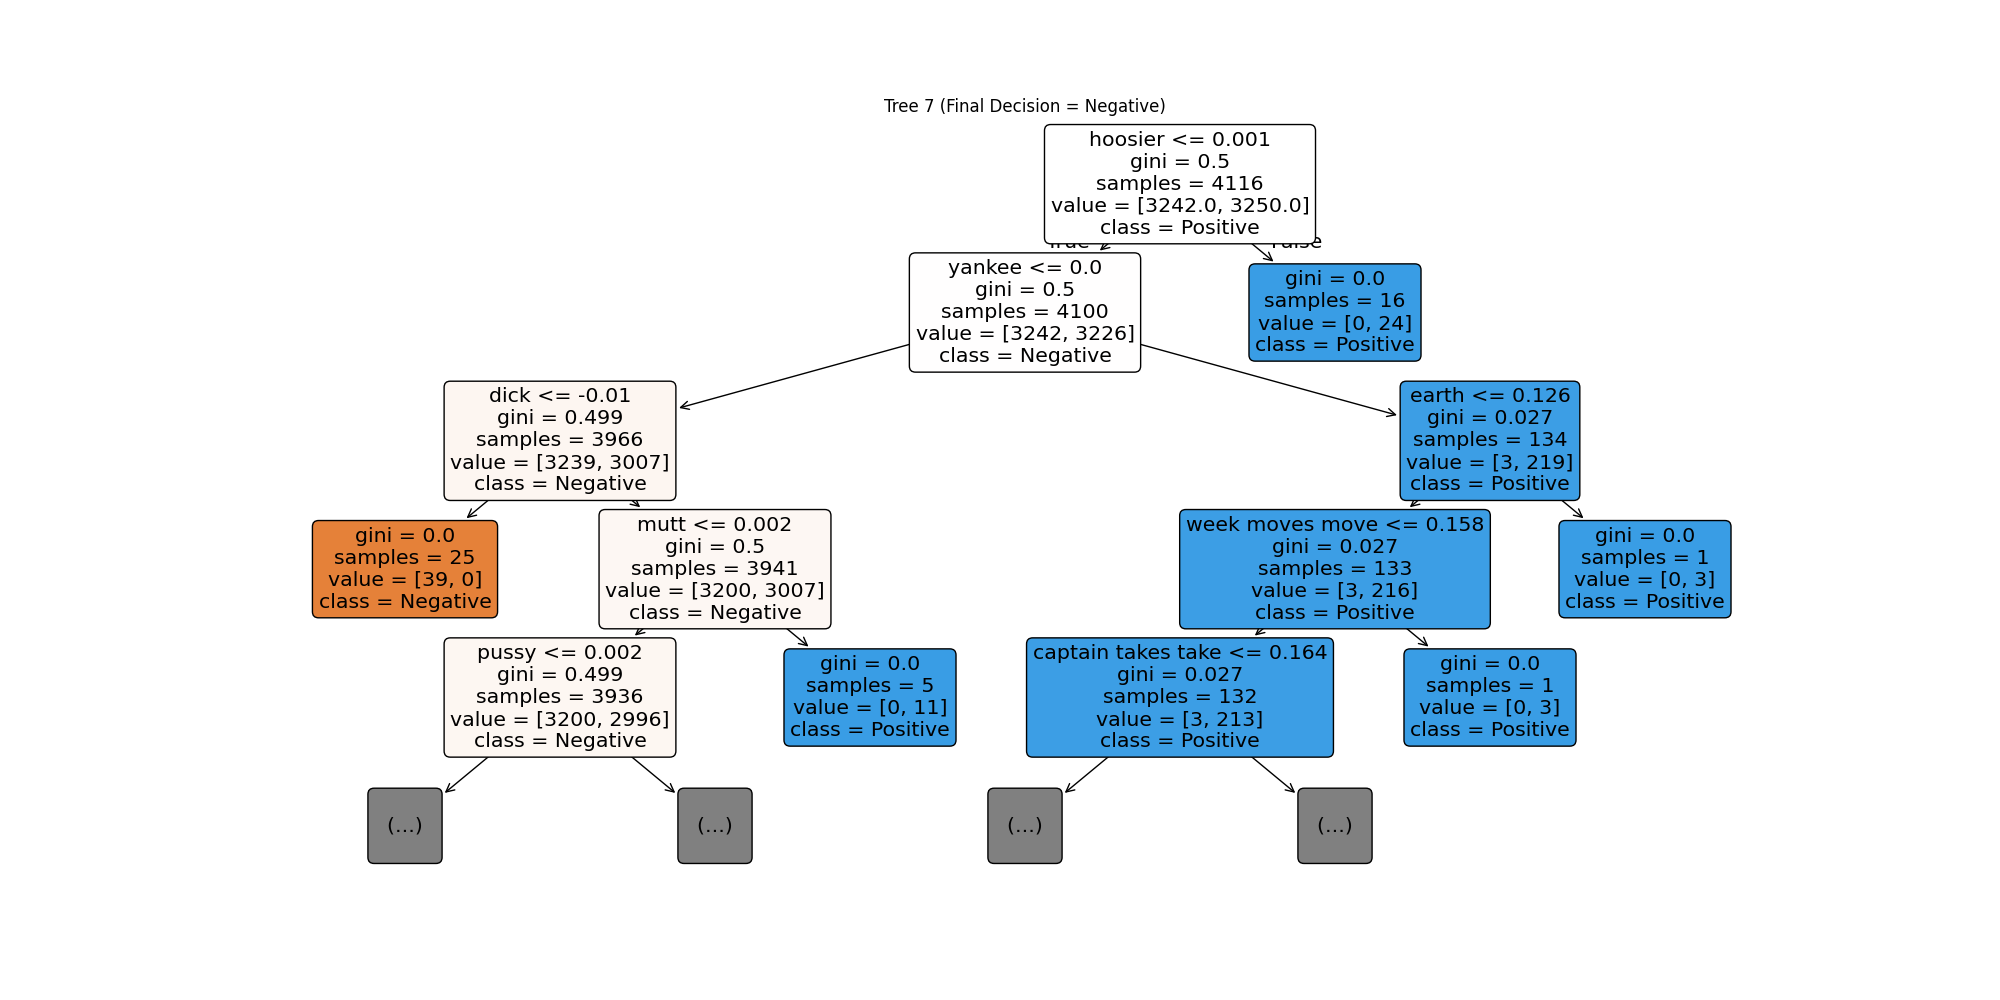 Tree 7 (Final Decision = Negative)
hoosier <= 0.001
gini = 0.5
samples = 4116
value = [3242.0, 3250.0]
class = Positive
yankee <= 0.0
gini = 0.5
samples = 4100
value = [3242, 3226]
class = Negative
gini = 0.0
samples = 16
value = [0, 24]
class = Positive
dick <= -0.01
gini = 0.499
samples = 3966
value = [3239, 3007]
class = Negative
earth <= 0.126
gini = 0.027
samples = 134
value = [3, 219]
class = Positive
gini = 0.0
samples = 25
value = [39, 0]
class = Negative
mutt <= 0.002
gini = 0.5
samples = 3941
value = [3200, 3007]
class = Negative
week moves move <= 0.158
gini = 0.027
samples = 133
value = [3, 216]
class = Positive
gini = 0.0
samples = 1
value = [0, 3]
class = Positive
pussy <= 0.002
gini = 0.499
samples = 3936
value = [3200, 2996]
class = Negative
gini = 0.0
samples = 5
value = [0, 11]
class = Positive
captain takes take <= 0.164
gini = 0.027
samples = 132
value = [3, 213]
class = Positive
gini = 0.0
samples = 1
value = [0, 3]
class = Positive
(...)
(...)
(...)
(...)